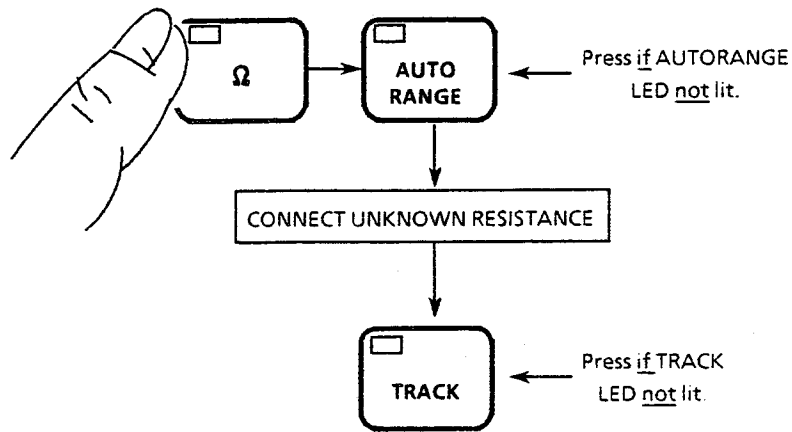 Ω
AUTO
RANGE
Press if AUTORANGE
LED not lit.
CONNECT UNKNOWN RESISTANCE
TRACK
Press if TRACK
LED not lit.